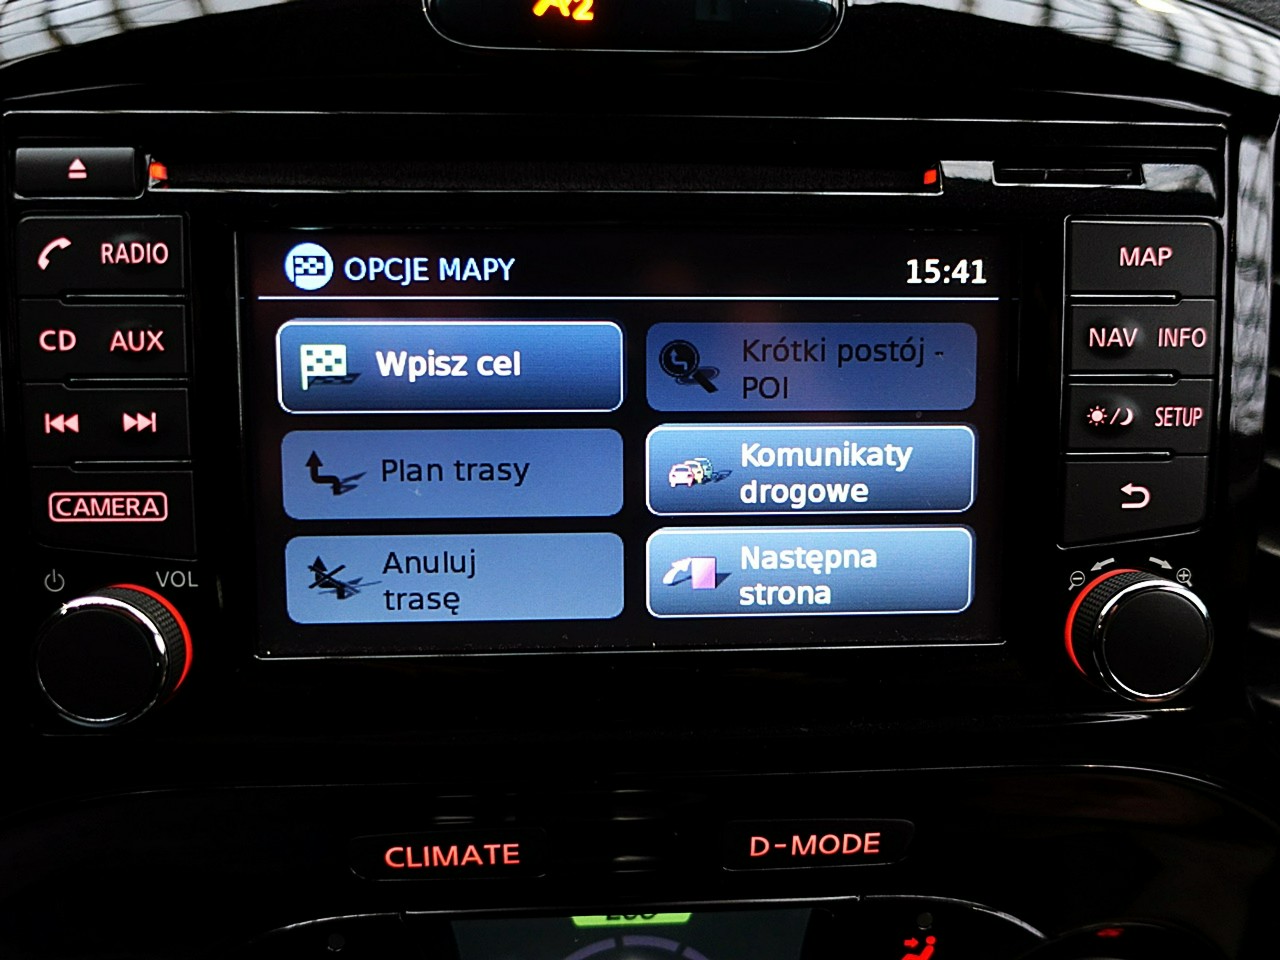 A2
RADIO
CD AUX
CAMERA
VOL
OPCJE MAPY 15:41
Wpisz cel
Krótki postój -
POI
Plan trasy
Komunikaty
drogowe
Anuluj
trasę
Następna
strona
MAP
NAV INFO
SETUP
CLIMATE
D-MODE